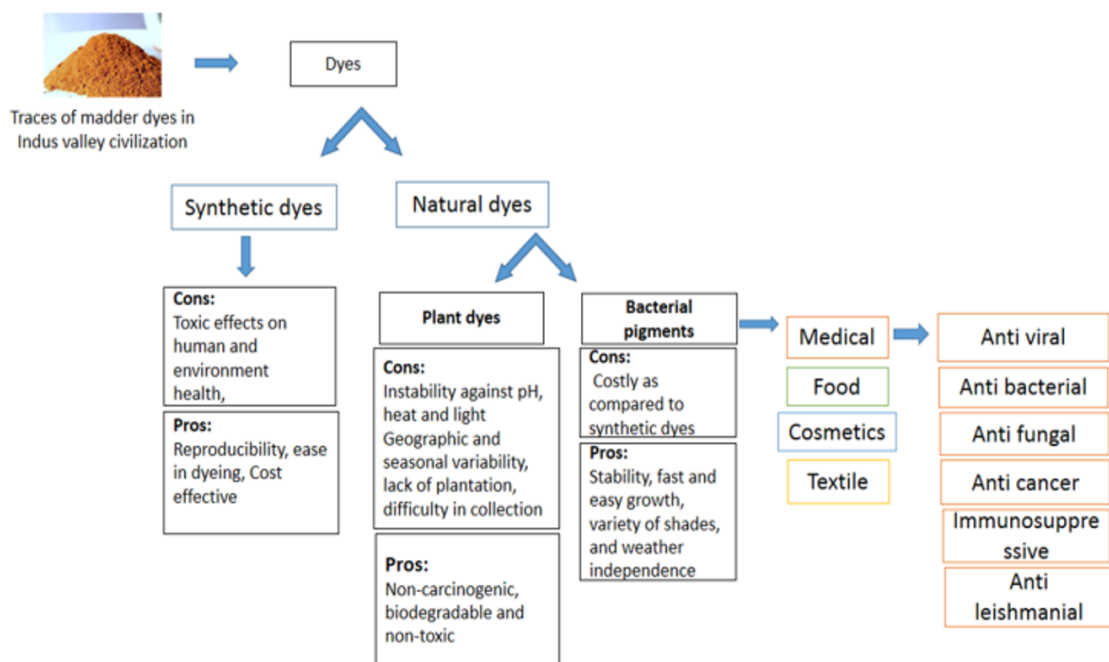 Traces of madder dyes in
Indus valley civilization
Dyes
Synthetic dyes
Natural dyes
Cons:
Toxic effects on
human and
environment
health,
Pros:
Reproducibility, ease
in dyeing, Cost
effective
Plant dyes
Cons:
Instability against pH,
heat and light
Geographic and
seasonal variability,
lack of plantation,
difficulty in collection
Pros:
Non-carcinogenic,
biodegradable and
non-toxic
Bacterial
pigments
Cons:
Costly as
compared to
synthetic dyes
Pros:
Stability, fast and
easy growth,
variety of shades,
and weather
independence
Medical
Food
Cosmetics
Textile
Anti viral
Anti bacterial
Anti fungal
Anti cancer
Immunosuppre
ssive
Anti
leishmanial